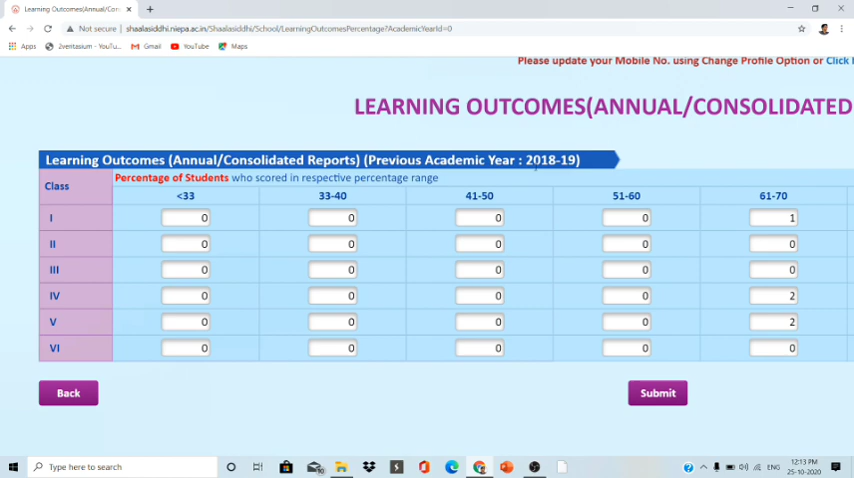 Learning Outcomes(Annual/Cons
Not secure | shaalasiddhi.niepa.ac.in/Shaalasiddhi/School/LearningOutcomesPercentage?AcademicYearId=0
Apps 2veritasium - YouTu... Gmail YouTube Maps
Please update your Mobile No. using Change Profile Option or Click
LEARNING OUTCOMES(ANNUAL/CONSOLIDATED
Learning Outcomes (Annual/Consolidated Reports) (Previous Academic Year : 2018-19)
Class Percentage of Students who scored in respective percentage range
<33 33-40 41-50 51-60 61-70
I 0 0 0 0 1
II 0 0 0 0 0
III 0 0 0 0 0
IV 0 0 0 0 2
V 0 0 0 0 2
VI 0 0 0 0 0
Back Submit
Type here to search
ENG
12:13 PM
25-10-2020